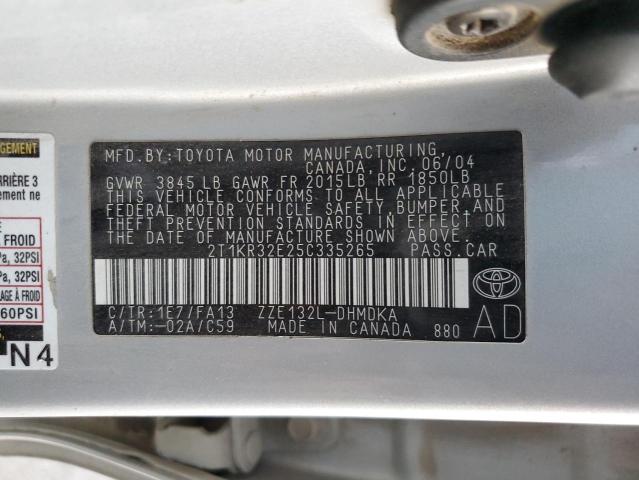 MFD. BY: TOYOTA MOTOR MANUFACTURING,
CANADA, INC. 06/04
GVWR 3845 LB GAWR FR 2015LB RR 1850LB
THIS VEHICLE CONFORMS TO ALL APPLICABLE
FEDERAL MOTOR VEHICLE SAFETY, BUMPER, AND
THEFT PREVENTION STANDARDS IN EFFECT ON
THE DATE OF MANUFACTURE SHOWN ABOVE.
2T1KR32E25C335265 PASS.CAR
C/TR:1E7/FA13 ZZE132L-DHMDKA
A/TM:-02A/C59 MADE IN CANADA 880 AD
TOYOTA
GEMENT
RRIÈRE 3
ement ne
FROID
a, 32PSI
a, 32PSI
LAGE À FROID
60PSI
N4